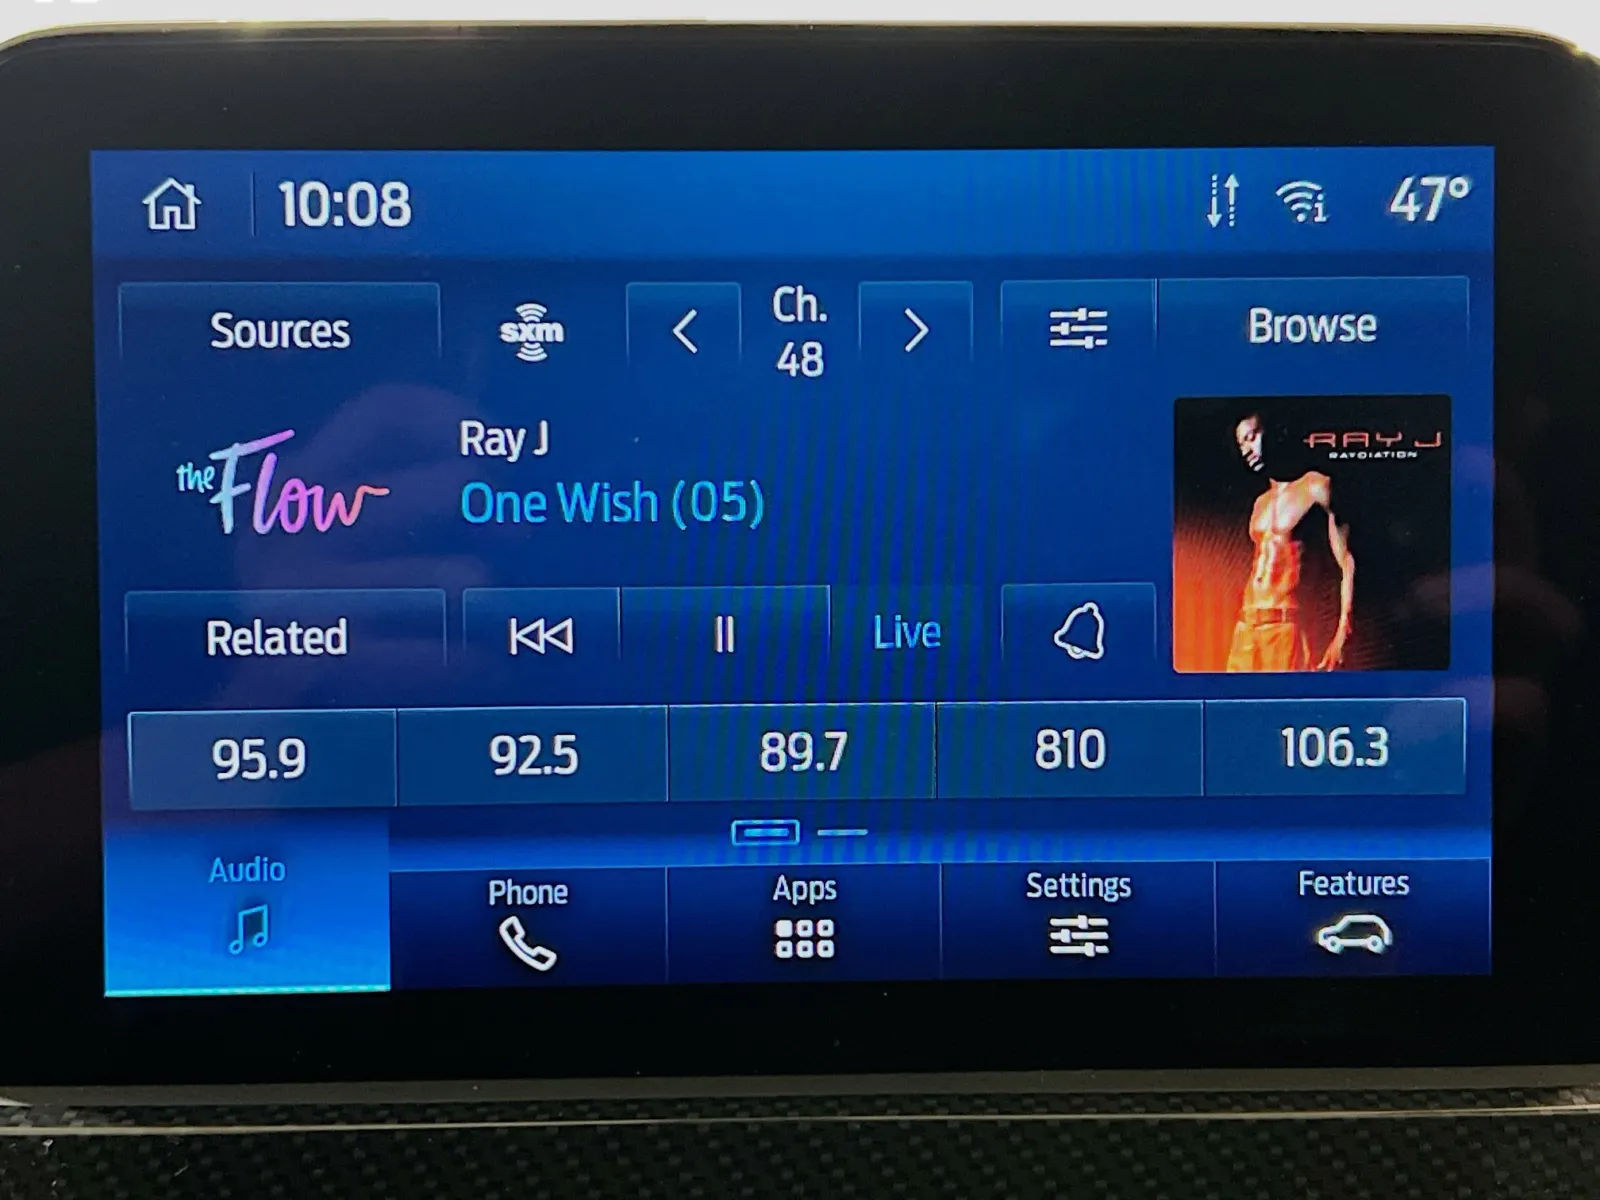 10:08
47°
Sources
sxm
Ch.
48
Browse
the Flow
Ray J
One Wish (05)
RAY J
RAYDIATION
Related
Live
95.9
92.5
89.7
810
106.3
Audio
Phone
Apps
Settings
Features